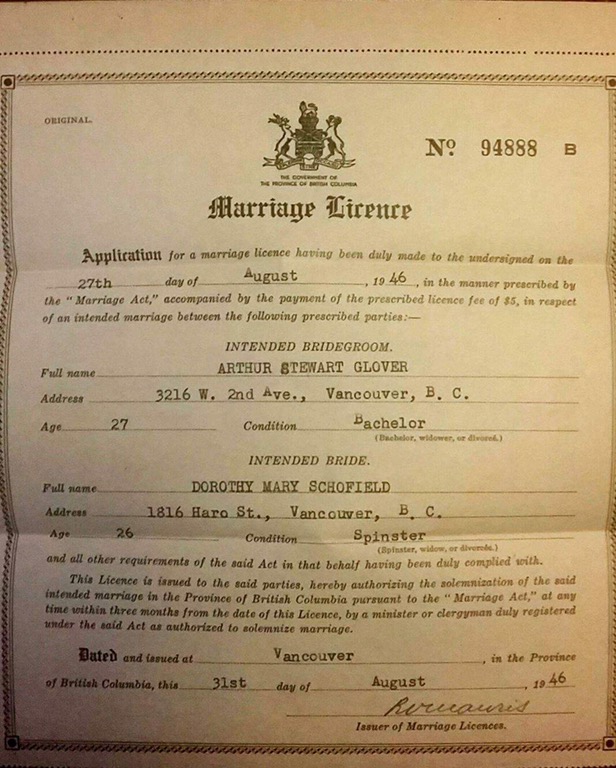 ORIGINAL.
Nº 94888 B
THE GOVERNMENT OF
THE PROVINCE OF BRITISH COLUMBIA
Marriage Licence
Application for a marriage licence having been duly made to the undersigned on the
27th day of August, 1946, in the manner prescribed by
the "Marriage Act," accompanied by the payment of the prescribed licence fee of $5, in respect
of an intended marriage between the following prescribed parties:—
INTENDED BRIDEGROOM.
Full name ARTHUR STEWART GLOVER
Address 3216 W. 2nd Ave., Vancouver, B. C.
Age 27 Condition Bachelor
(Bachelor, widower, or divorcé.)
INTENDED BRIDE.
Full name DOROTHY MARY SCHOFIELD
Address 1816 Haro St., Vancouver, B. C.
Age 26 Condition Spinster
(Spinster, widow, or divorcée.)
and all other requirements of the said Act in that behalf having been duly complied with.
This Licence is issued to the said parties, hereby authorizing the solemnization of the said
intended marriage in the Province of British Columbia pursuant to the "Marriage Act," at any
time within three months from the date of this Licence, by a minister or clergyman duly registered
under the said Act as authorized to solemnize marriage.
Dated and issued at Vancouver, in the Province
of British Columbia, this 31st day of August 1946
Issuer of Marriage Licences.